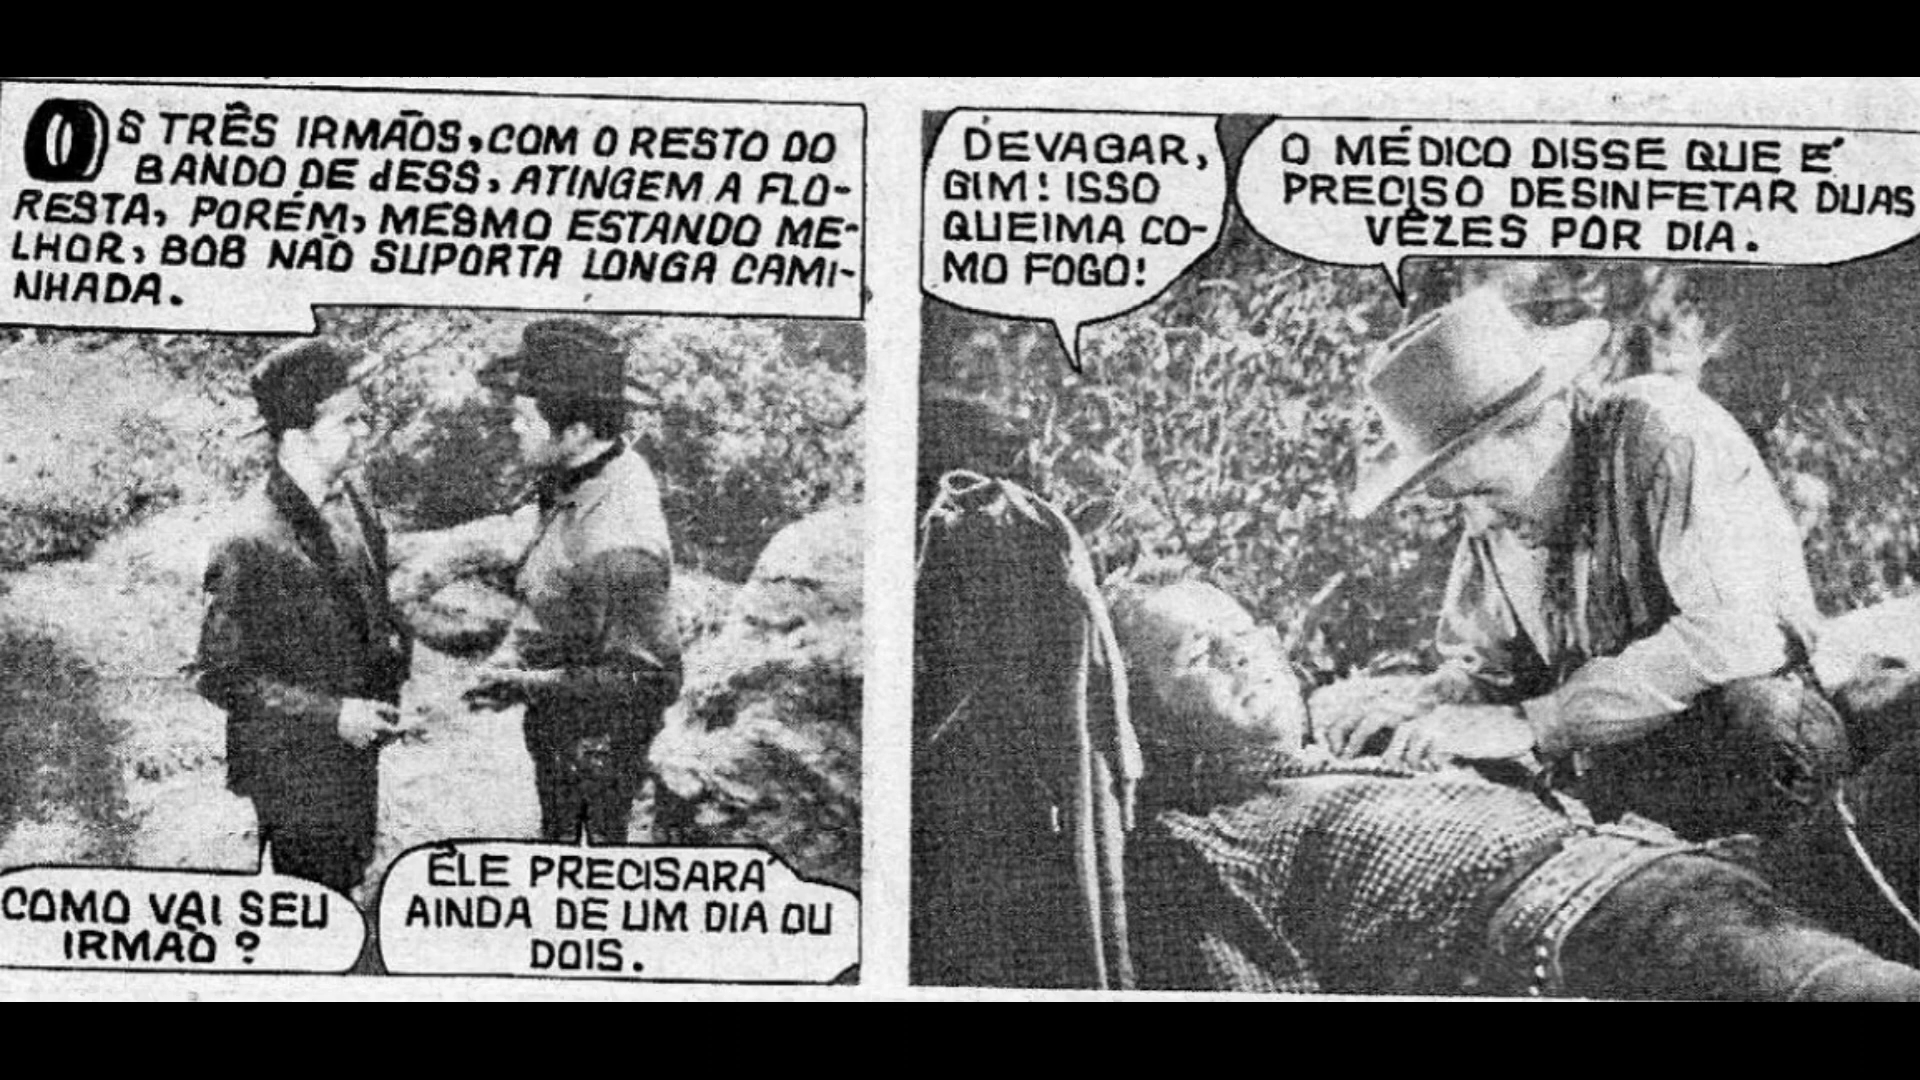 OS TRÊS IRMÃOS, COM O RESTO DO
BANDO DE JESS, ATINGEM A FLO-
RESTA, PORÉM, MESMO ESTANDO ME-
LHOR, BOB NÃO SUPORTA LONGA CAMI-
NHADA.
COMO VAI SEU
IRMÃO?
ÊLE PRECISARÁ
AINDA DE UM DIA OU
DOIS.
DEVAGAR,
GIM! ISSO
QUEIMA CO-
MO FOGO!
O MÉDICO DISSE QUE É
PRECISO DESINFETAR DUAS
VÊZES POR DIA.